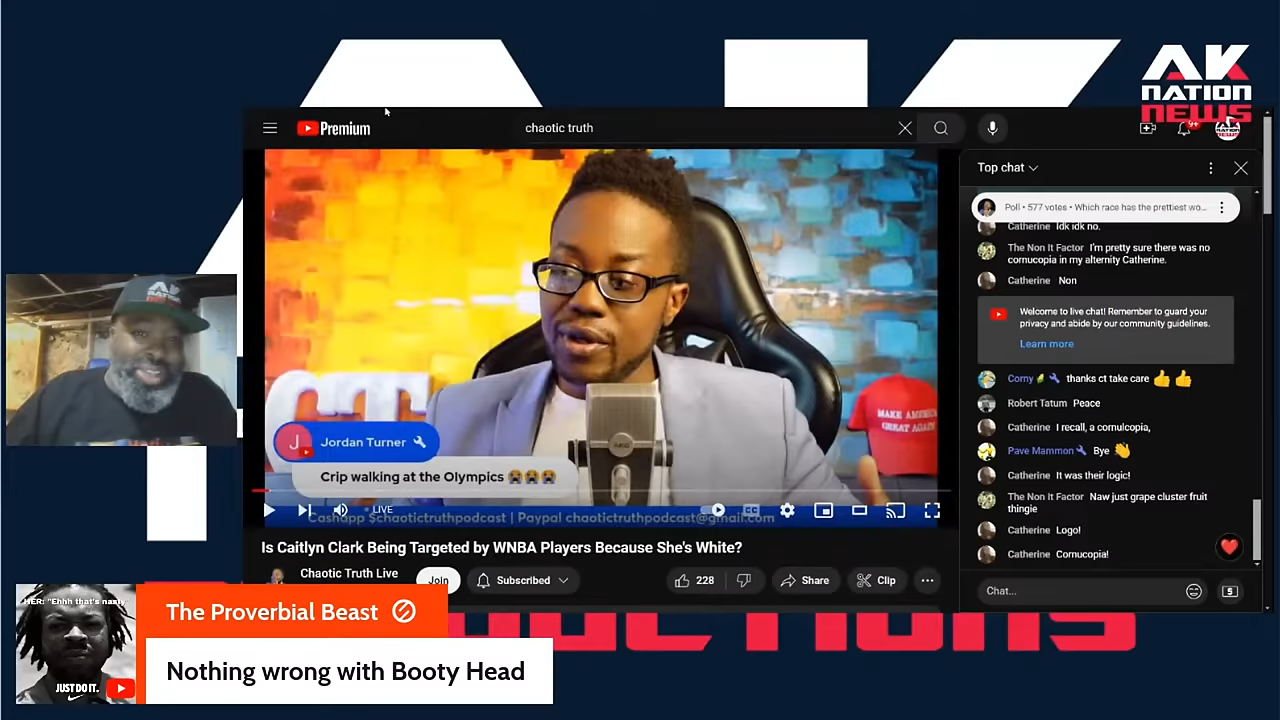 AK
NATION
NEWS
Premium
chaotic truth
9+
Top chat
Poll • 577 votes • Which race has the prettiest wo...
Catherine Idk idk no.
The Non It Factor I'm pretty sure there was no
cornucopia in my alternity Catherine.
Catherine Non
Welcome to live chat! Remember to guard your
privacy and abide by our community guidelines.
Learn more
Corny thanks ct take care 👍 👍
Robert Tatum Peace
Catherine I recall, a cornulcopia,
Pave Mammon Bye 👏
Catherine It was their logic!
The Non It Factor Naw just grape cluster fruit
thingie
Catherine Logo!
Catherine Cornucopia!
Chat...
MAKE AMERICA
GREAT AGAIN
AKG
J Jordan Turner
Crip walking at the Olympics 😭😭😭
LIVE
Cashapp $chaotictruthpodcast | Paypal chaotictruthpodcast@gmail.com
Is Caitlyn Clark Being Targeted by WNBA Players Because She's White?
Chaotic Truth Live
Join
Subscribed
228
Share
Clip
HER: "Ehhh that's nasty
JUST DO IT.
The Proverbial Beast
Nothing wrong with Booty Head